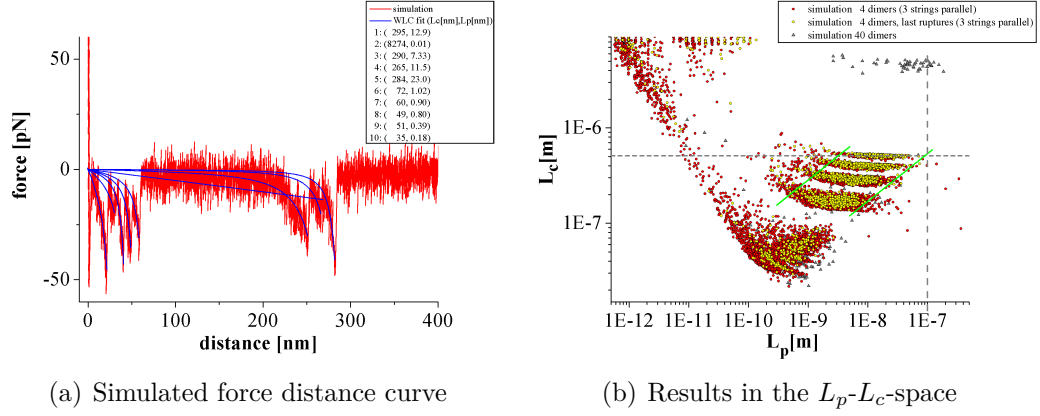 simulation
WLC fit (Lc[nm],Lp[nm])
1: ( 295, 12.9)
2: (8274, 0.01)
3: ( 290, 7.33)
4: ( 265, 11.5)
5: ( 284, 23.0)
6: ( 72, 1.02)
7: ( 60, 0.90)
8: ( 49, 0.80)
9: ( 51, 0.39)
10: ( 35, 0.18)
50
0
-50
force [pN]
0 100 200 300 400
distance [nm]
(a) Simulated force distance curve
simulation 4 dimers (3 strings parallel)
simulation 4 dimers, last ruptures (3 strings parallel)
simulation 40 dimers
1E-6
1E-7
L_c[m]
1E-12 1E-11 1E-10 1E-9 1E-8 1E-7
L_p[m]
(b) Results in the L_p-L_c-space